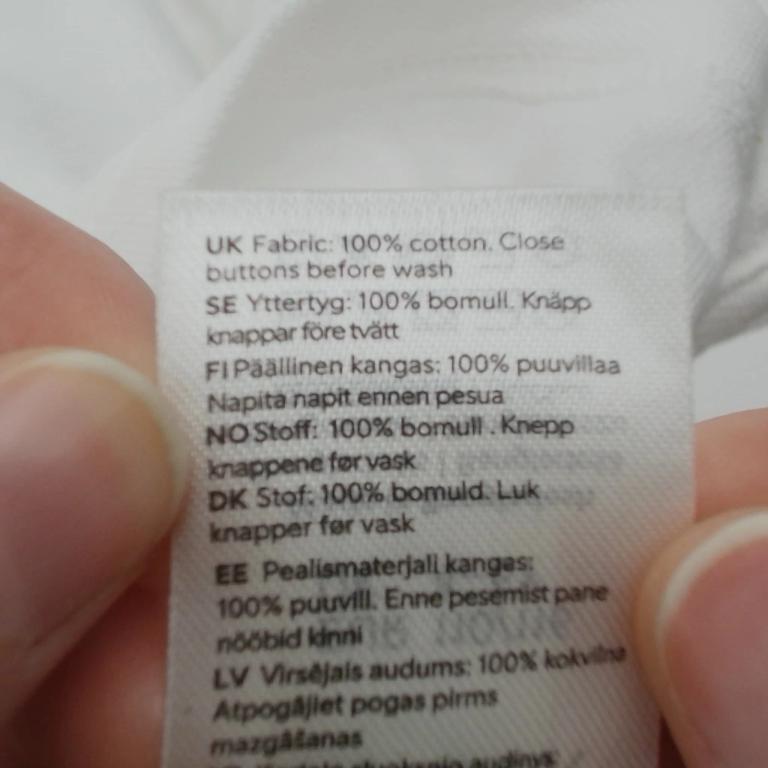 UK Fabric: 100% cotton. Close
buttons before wash
SE Yttertyg: 100% bomull. Knäpp
knappar före tvätt
FI Päällinen kangas: 100% puuvillaa
Napita napit ennen pesua
NO Stoff: 100% bomull . Knepp
knappene før vask
DK Stof: 100% bomuld. Luk
knapper før vask
EE Pealismaterjali kangas:
100% puuvill. Enne pesemist pane
nööbid kinni
LV Virsējais audums: 100% kokvilna
Atpogājiet pogas pirms
mazgāšanas
audinys: